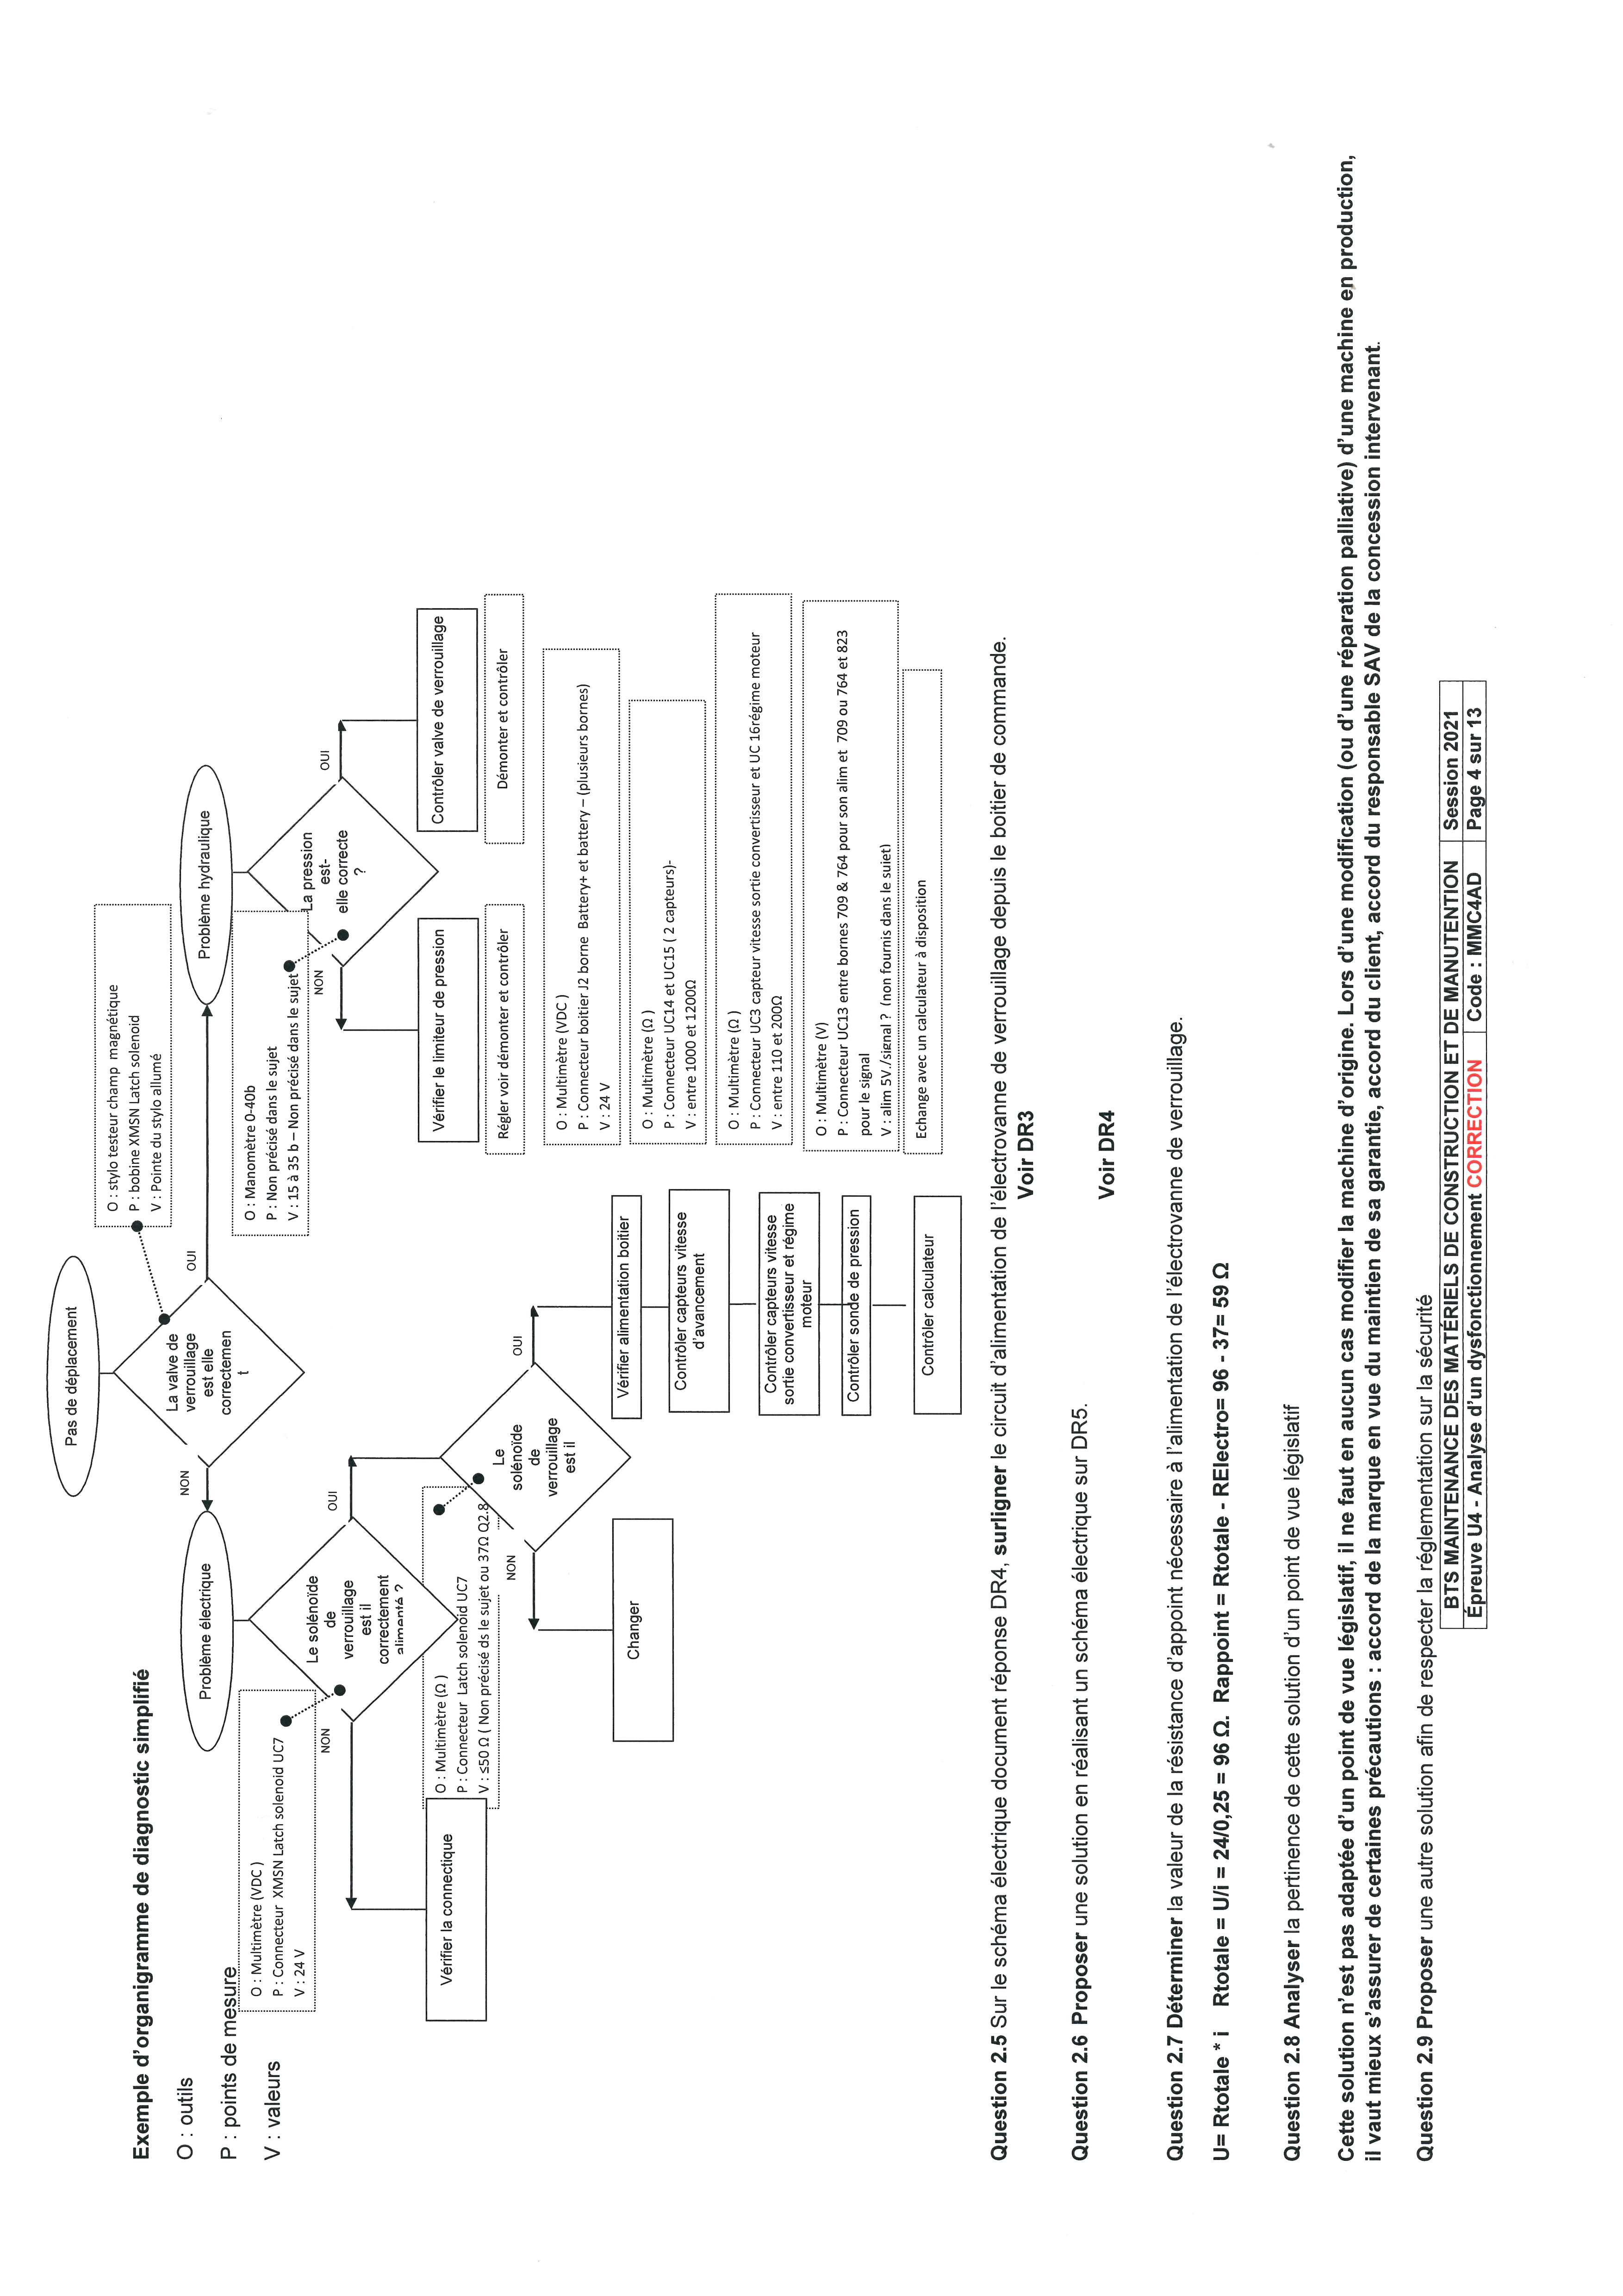 Exemple d'organigramme de diagnostic simplifié
O : outils
P : points de mesure
V : valeurs
Pas de déplacement
La valve de
verrouillage
est elle
correctemen
t
NON
OUI
O : stylo testeur champ magnétique
P : bobine XMSN Latch solenoid
V : Pointe du stylo allumé
Problème électrique
Problème hydraulique
O : Multimètre (VDC )
P : Connecteur XMSN Latch solenoid UC7
V : 24 V
Le solénoïde
de
verrouillage
est il
correctement
alimenté ?
NON
OUI
O : Manomètre 0-40b
P : Non précisé dans le sujet
V : 15 à 35 b – Non précisé dans le sujet
La pression
est-
elle correcte
?
NON
OUI
Vérifier la connectique
O : Multimètre (Ω )
P : Connecteur Latch solenoid UC7
V : ≤50 Ω ( Non précisé ds le sujet ou 37Ω Q2.8
Le
solénoïde
de
verrouillage
est il
NON
OUI
Vérifier le limiteur de pression
Contrôler valve de verrouillage
Régler voir démonter et contrôler
Démonter et contrôler
Changer
Vérifier alimentation boitier
O : Multimètre (VDC )
P : Connecteur boitier J2 borne Battery+ et battery – (plusieurs bornes)
V : 24 V
Contrôler capteurs vitesse
d'avancement
O : Multimètre (Ω )
P : Connecteur UC14 et UC15 ( 2 capteurs)-
V : entre 1000 et 1200Ω
Contrôler capteurs vitesse
sortie convertisseur et régime
moteur
O : Multimètre (Ω )
P : Connecteur UC3 capteur vitesse sortie convertisseur et UC 16régime moteur
V : entre 110 et 200Ω
Contrôler sonde de pression
O : Multimètre (V)
P : Connecteur UC13 entre bornes 709 & 764 pour son alim et 709 ou 764 et 823
pour le signal
V : alim 5V./signal ? (non fournis dans le sujet)
Contrôler calculateur
Echange avec un calculateur à disposition
Question 2.5 Sur le schéma électrique document réponse DR4, surligner le circuit d'alimentation de l'électrovanne de verrouillage depuis le boitier de commande.
Voir DR3
Question 2.6 Proposer une solution en réalisant un schéma électrique sur DR5.
Voir DR4
Question 2.7 Déterminer la valeur de la résistance d'appoint nécessaire à l'alimentation de l'électrovanne de verrouillage.
U= Rtotale * i Rtotale = U/i = 24/0,25 = 96 Ω. Rappoint = Rtotale - RElectro= 96 - 37= 59 Ω
Question 2.8 Analyser la pertinence de cette solution d'un point de vue législatif
Cette solution n'est pas adaptée d'un point de vue législatif, il ne faut en aucun cas modifier la machine d'origine. Lors d'une modification (ou d'une réparation palliative) d'une machine en production,
il vaut mieux s'assurer de certaines précautions : accord de la marque en vue du maintien de sa garantie, accord du client, accord du responsable SAV de la concession intervenant.
Question 2.9 Proposer une autre solution afin de respecter la réglementation sur la sécurité
BTS MAINTENANCE DES MATÉRIELS DE CONSTRUCTION ET DE MANUTENTION Session 2021
Épreuve U4 - Analyse d'un dysfonctionnement CORRECTION Code : MMC4AD Page 4 sur 13